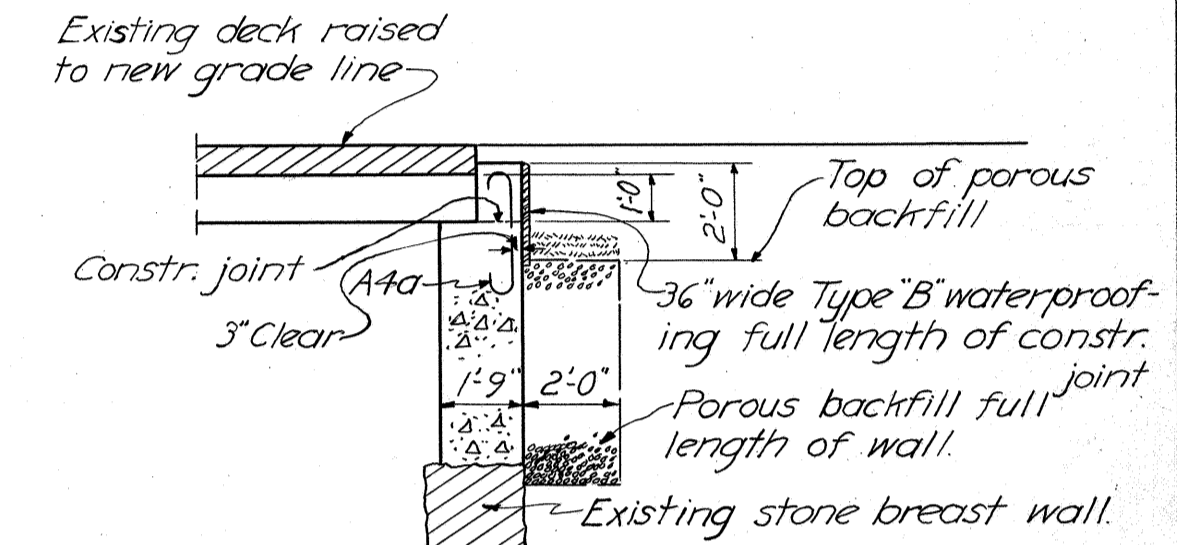 Existing deck raised
to new grade line
Top of porous
backfill
1'-0"
2'-0"
Constr. joint
A4a
3" Clear
36" wide Type "B" waterproof-
ing full length of constr.
joint
1'-9"
2'-0"
Porous backfill full
length of wall.
Existing stone breast wall.